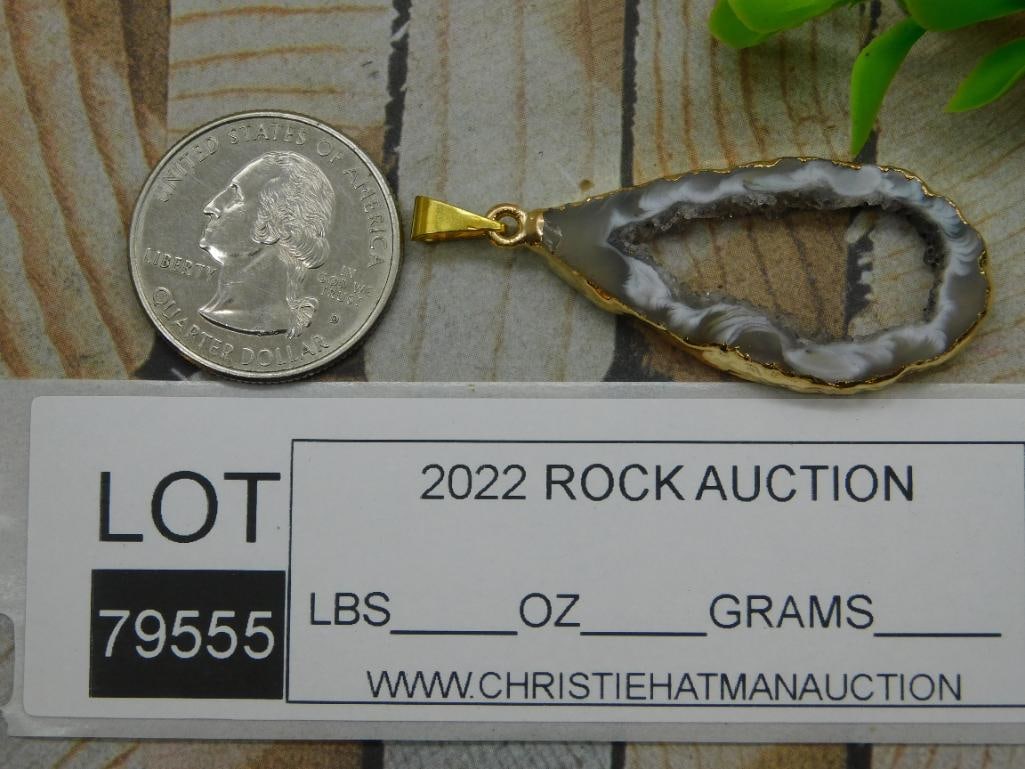 UNITED STATES OF AMERICA
LIBERTY
IN
GOD WE
TRUST
P
QUARTER DOLLAR
LOT
79555
2022 ROCK AUCTION
LBS_____OZ_____GRAMS_____
WWW.CHRISTIEHATMANAUCTION